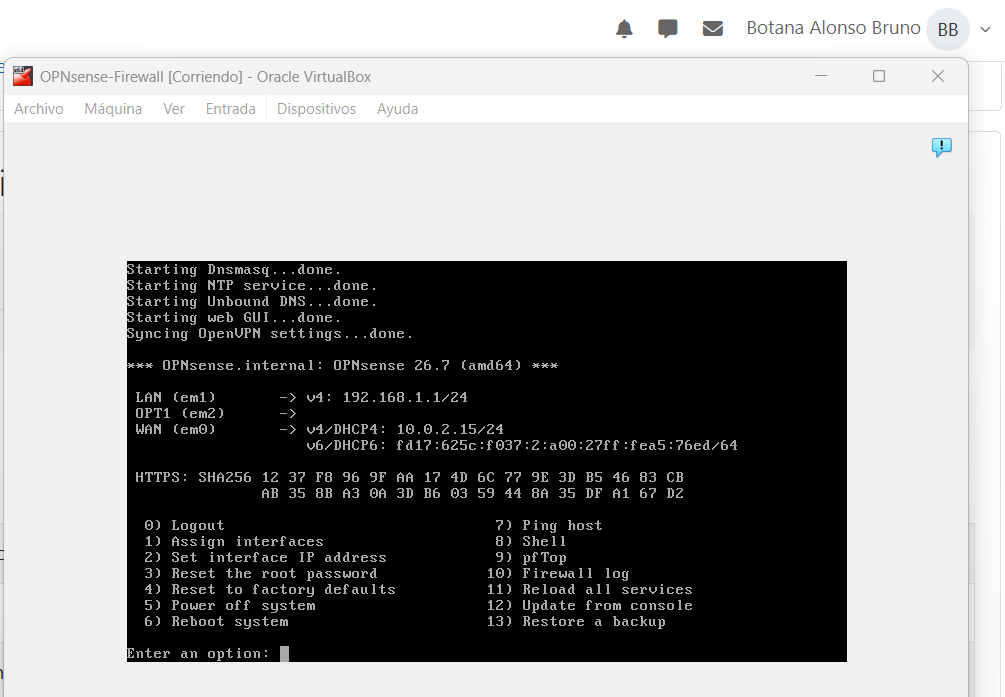 Botana Alonso Bruno BB
OPNsense-Firewall [Corriendo] - Oracle VirtualBox
Archivo Máquina Ver Entrada Dispositivos Ayuda
Starting Dnsmasq...done.
Starting NTP service...done.
Starting Unbound DNS...done.
Starting web GUI...done.
Syncing OpenVPN settings...done.
*** OPNsense.internal: OPNsense 26.7 (amd64) ***
LAN (em1) -> v4: 192.168.1.1/24
OPT1 (em2) ->
WAN (em0) -> v4/DHCP4: 10.0.2.15/24
v6/DHCP6: fd17:625c:f037:2:a00:27ff:fea5:76ed/64
HTTPS: SHA256 12 37 F8 96 9F AA 17 4D 6C 77 9E 3D B5 46 83 CB
AB 35 8B A3 0A 3D B6 03 59 44 8A 35 DF A1 67 D2
0) Logout 7) Ping host
1) Assign interfaces 8) Shell
2) Set interface IP address 9) pfTop
3) Reset the root password 10) Firewall log
4) Reset to factory defaults 11) Reload all services
5) Power off system 12) Update from console
6) Reboot system 13) Restore a backup
Enter an option: